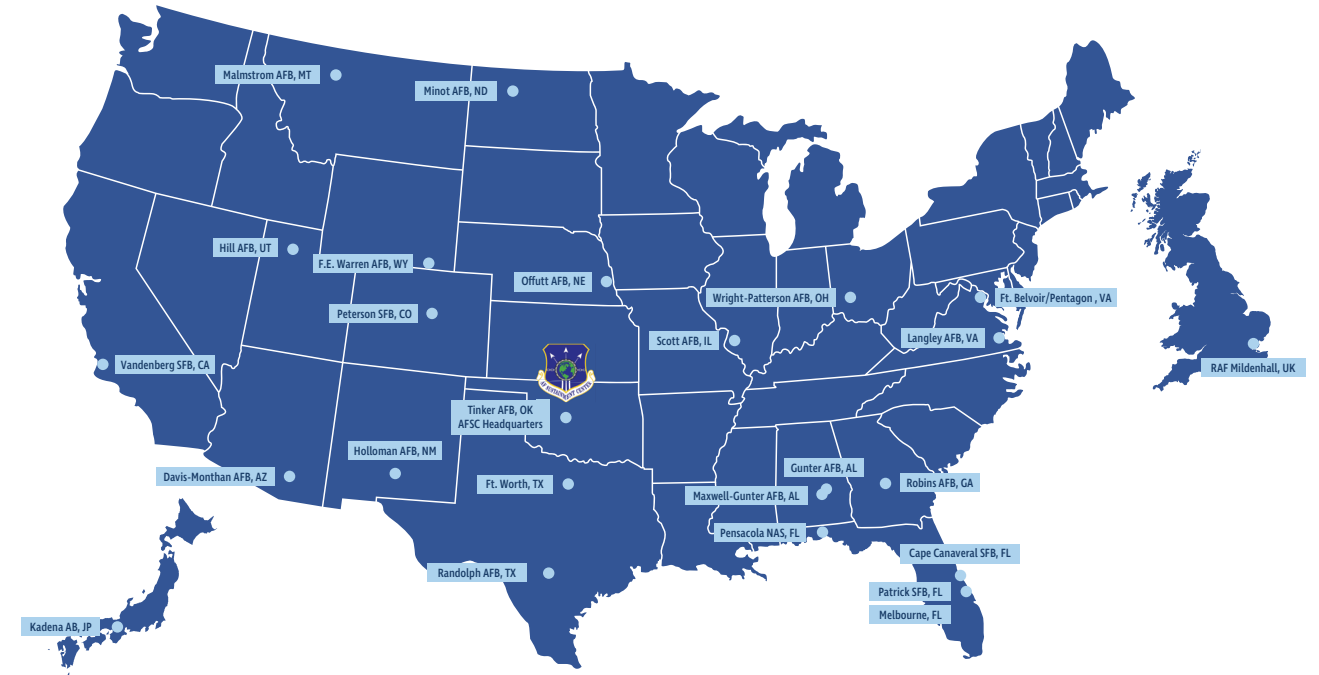 Malmstrom AFB, MT
Minot AFB, ND
Hill AFB, UT
F.E. Warren AFB, WY
Offutt AFB, NE
Wright-Patterson AFB, OH
Ft. Belvoir/Pentagon , VA
Peterson SFB, CO
Scott AFB, IL
Langley AFB, VA
Vandenberg SFB, CA
RAF Mildenhall, UK
AF SUSTAINMENT CENTER
Tinker AFB, OK
AFSC Headquarters
Holloman AFB, NM
Davis-Monthan AFB, AZ
Ft. Worth, TX
Gunter AFB, AL
Robins AFB, GA
Maxwell-Gunter AFB, AL
Pensacola NAS, FL
Cape Canaveral SFB, FL
Randolph AFB, TX
Patrick SFB, FL
Melbourne, FL
Kadena AB, JP